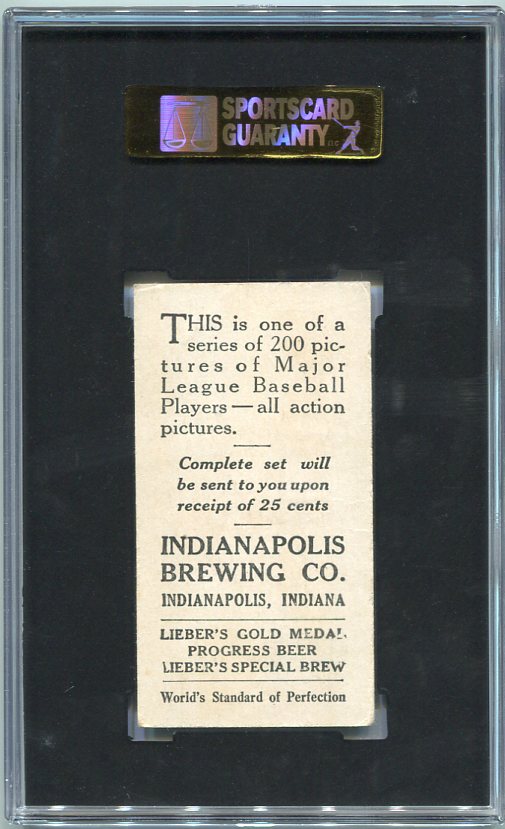 SPORTSCARD
GUARANTY
THIS is one of a
series of 200 pic-
tures of Major
League Baseball
Players — all action
pictures.
Complete set will
be sent to you upon
receipt of 25 cents
INDIANAPOLIS
BREWING CO.
INDIANAPOLIS, INDIANA
LIEBER'S GOLD MEDAL
PROGRESS BEER
LIEBER'S SPECIAL BREW
World's Standard of Perfection